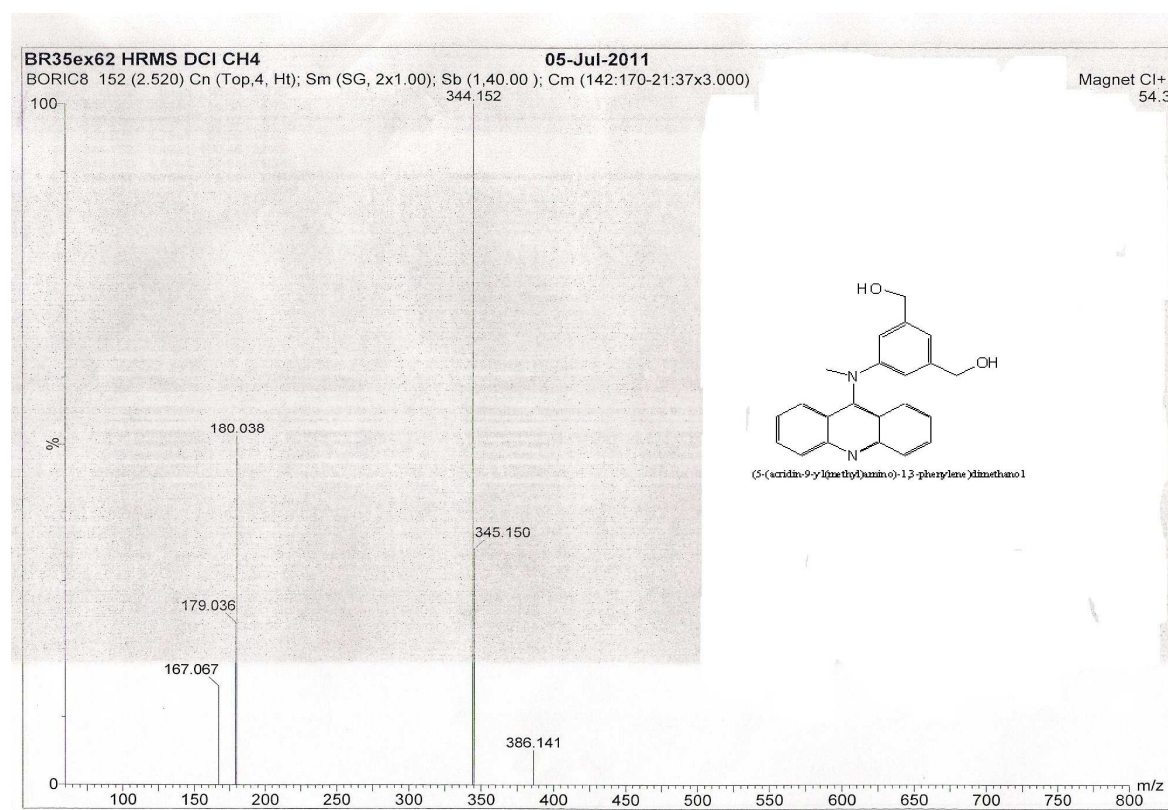 BR35ex62 HRMS DCI CH4 05-Jul-2011
BORIC8 152 (2.520) Cn (Top,4, Ht); Sm (SG, 2x1.00); Sb (1,40.00 ); Cm (142:170-21:37x3.000) Magnet CI+
344.152 54.3
100
HO
OH
N
180.038
%
N
(5-(acridin-9-yl(methyl)amino)-1,3-phenylene)dimethanol
345.150
179.036
167.067
386.141
0
100 150 200 250 300 350 400 450 500 550 600 650 700 750 800 m/z